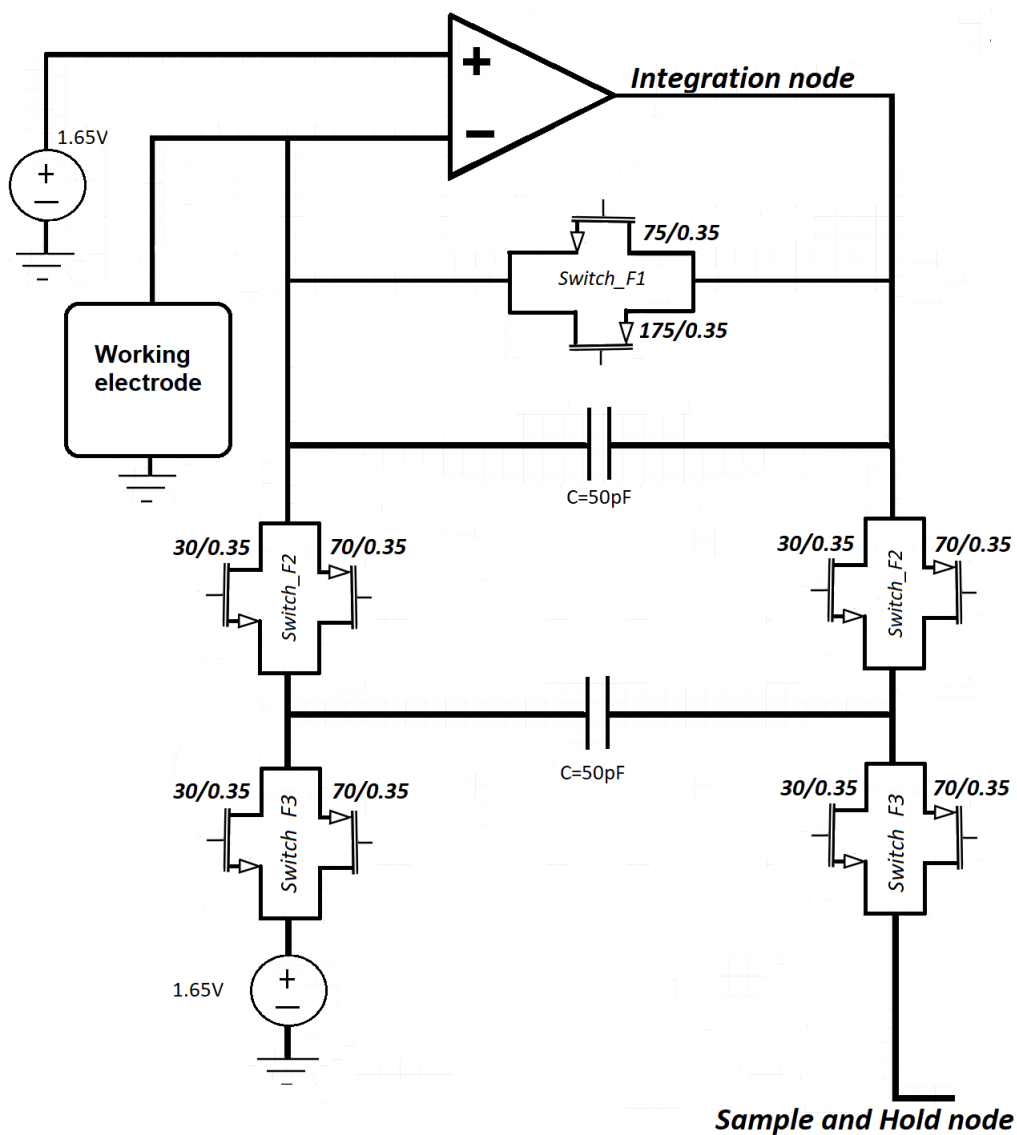 +
Integration node
1.65V
−
+
−
75/0.35
Switch_F1
175/0.35
Working
electrode
C=50pF
30/0.35
70/0.35
Switch_F2
30/0.35
70/0.35
Switch_F2
C=50pF
30/0.35
70/0.35
Switch F3
30/0.35
70/0.35
Switch F3
1.65V
+
−
Sample and Hold node